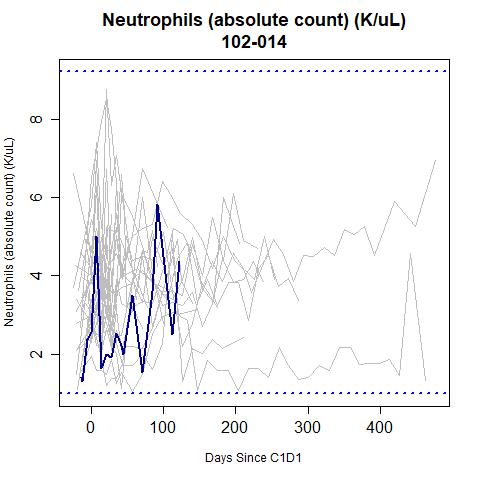 Neutrophils (absolute count) (K/uL)
102-014
Neutrophils (absolute count) (K/uL)
8
6
4
2
0 100 200 300 400
Days Since C1D1